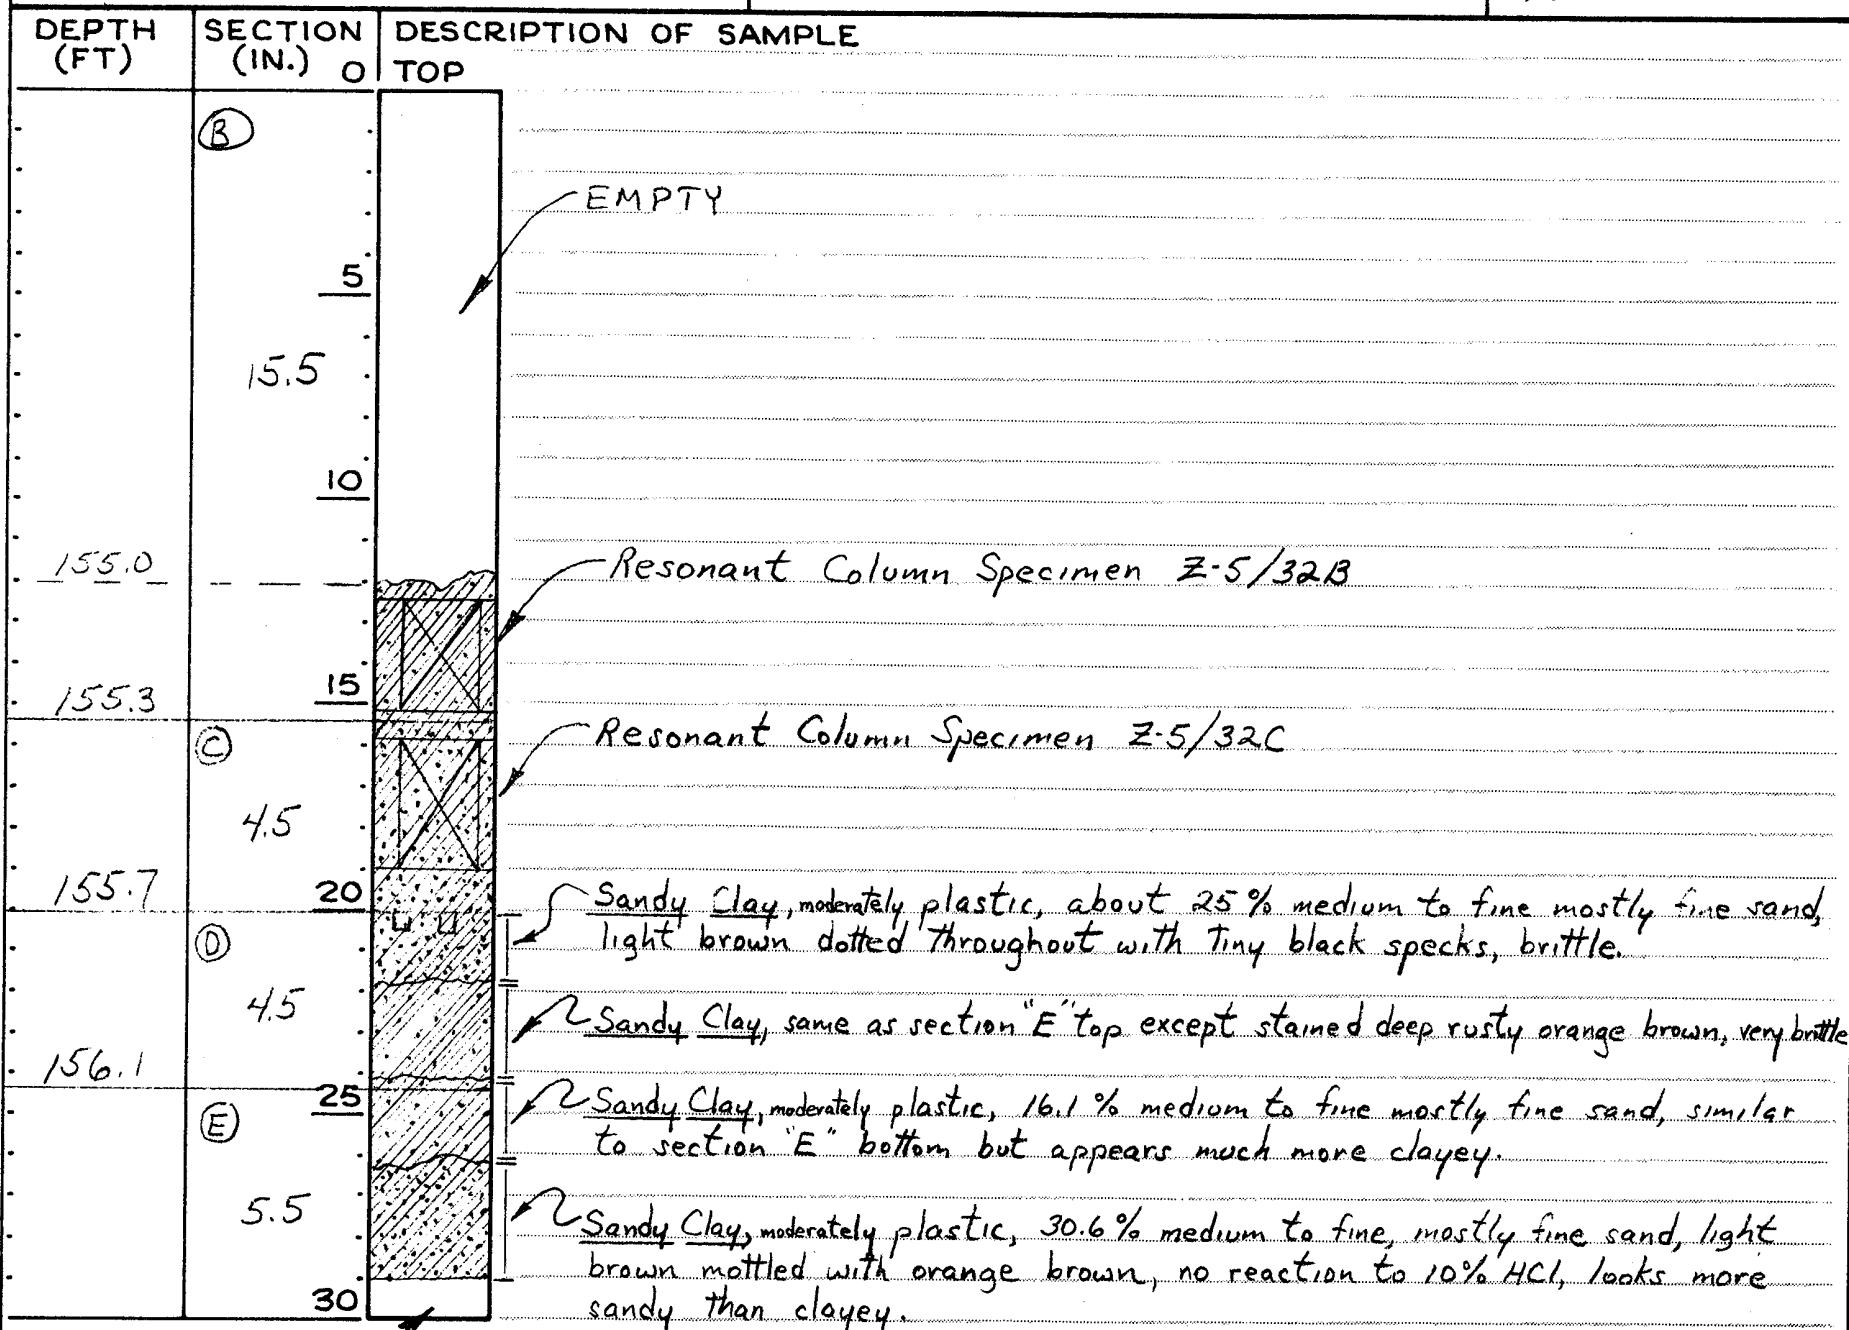 DEPTH (FT)
SECTION (IN.) 0
DESCRIPTION OF SAMPLE
TOP
B
EMPTY
5
15.5
10
155.0
Resonant Column Specimen Z-5/32B
15
155.3
C
Resonant Column Specimen Z-5/32C
4.5
155.7
20
Sandy Clay, moderately plastic, about 25% medium to fine mostly fine sand,
light brown dotted throughout with Tiny black specks, brittle.
D
4.5
Sandy Clay, same as section "E" top except stained deep rusty orange brown, very brittle
156.1
25
Sandy Clay, moderately plastic, 16.1% medium to fine mostly fine sand, similar
to section "E" bottom but appears much more clayey.
E
5.5
Sandy Clay, moderately plastic, 30.6% medium to fine, mostly fine sand, light
brown mottled with orange brown, no reaction to 10% HCl, looks more
sandy than clayey.
30